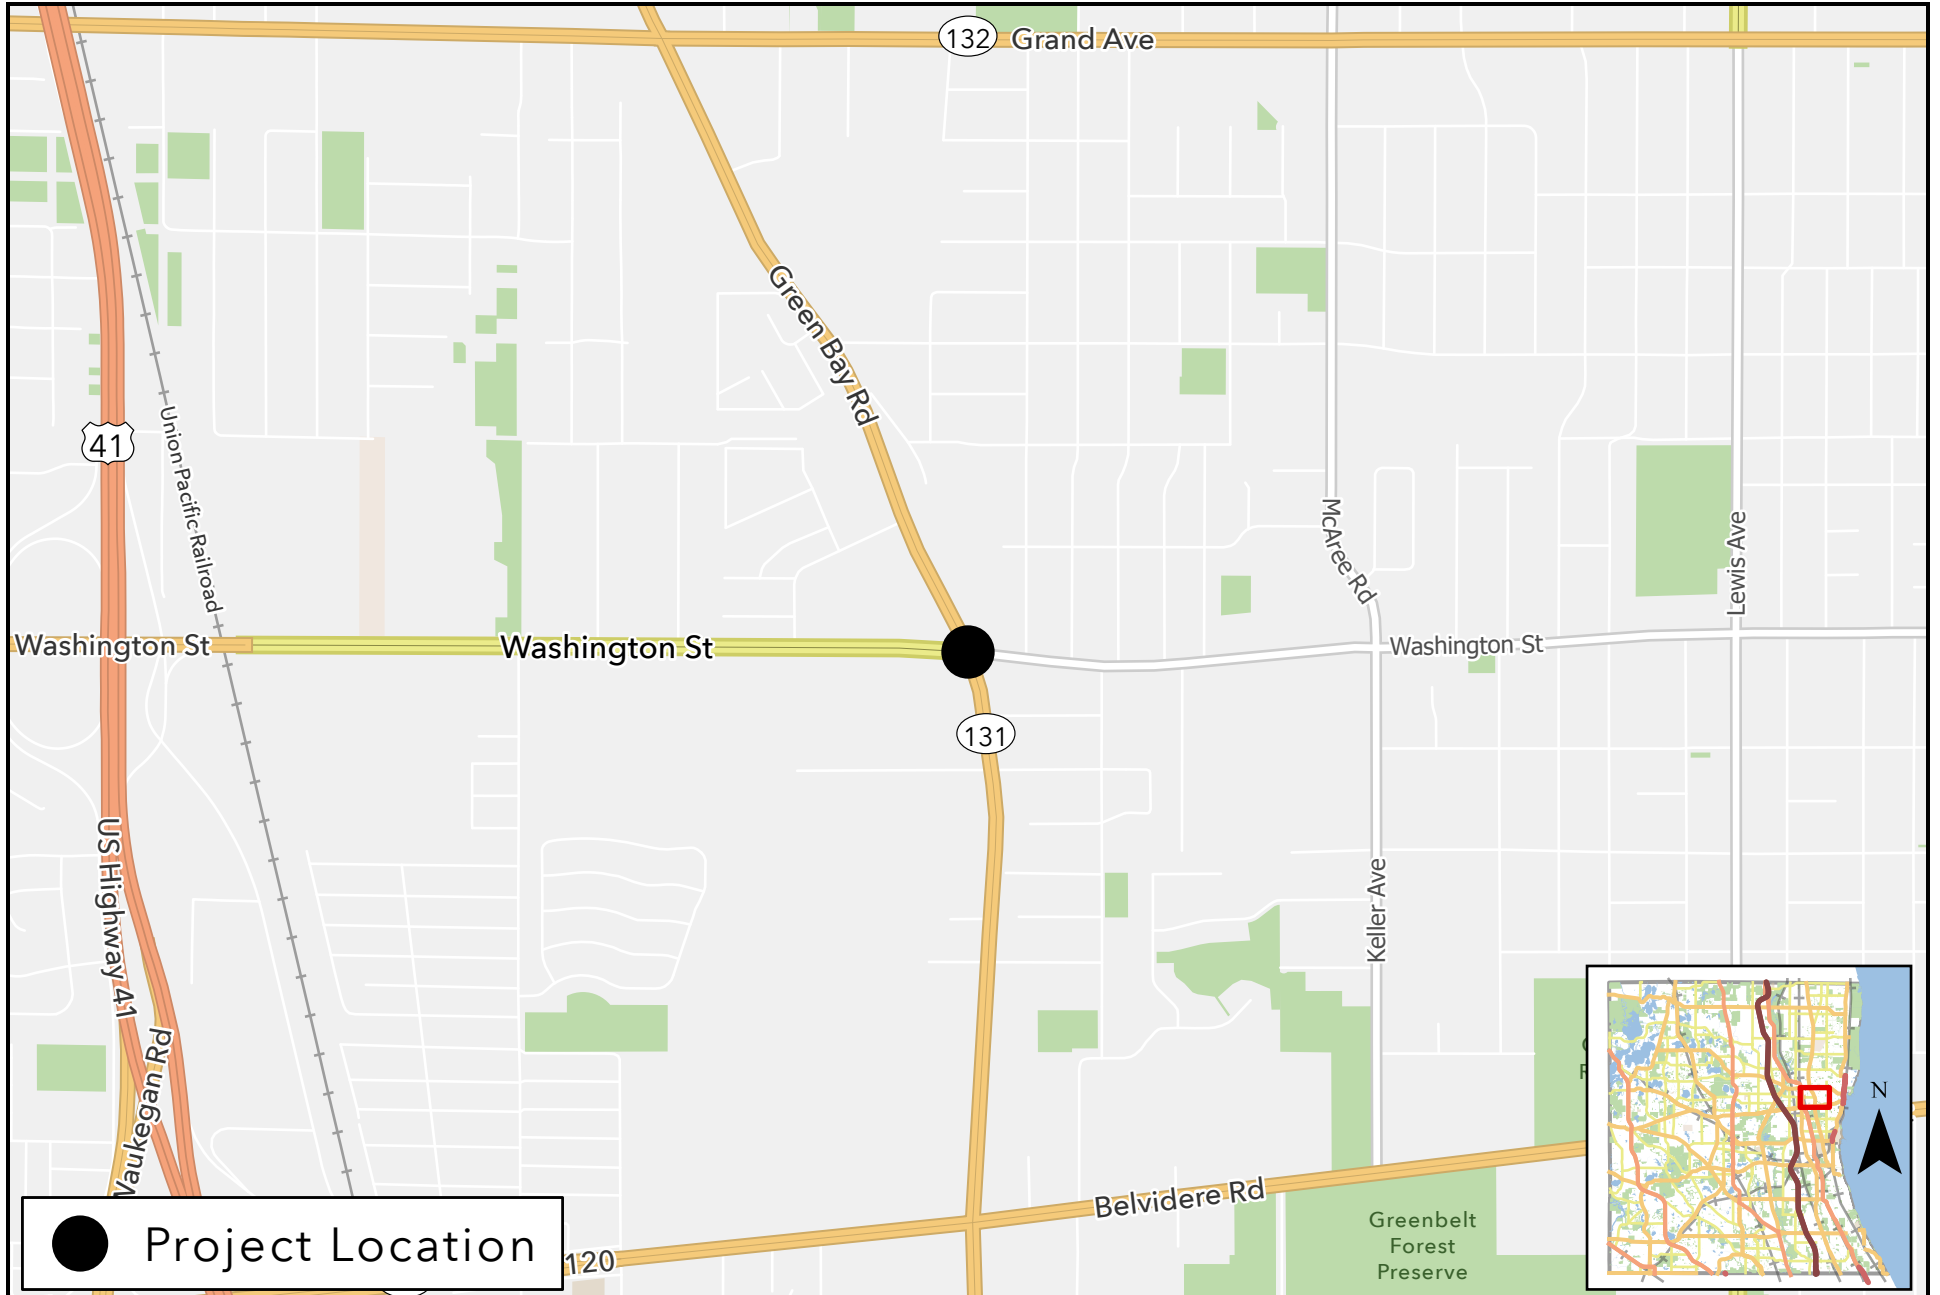 132 Grand Ave
Green Bay Rd
41
Union Pacific Railroad
McAree Rd
Lewis Ave
Washington St
Washington St
Washington St
131
US Highway 41
Keller Ave
Waukegan Rd
N
Belvidere Rd
Greenbelt
Forest
Preserve
Project Location
120